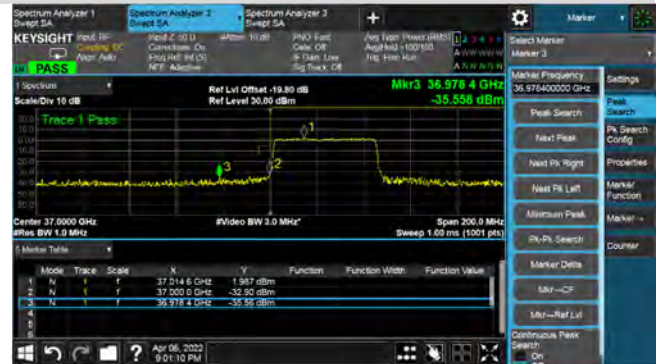 Spectrum Analyzer 1
Swept SA
Spectrum Analyzer 2
Swept SA
Spectrum Analyzer 3
Swept SA
+
Marker
KEYSIGHT Input: RF
Coupling: DC
Align: Auto
Input Z: 50 Ω
Corrections: On
Freq Ref: Int (S)
NFE: Adaptive
#Atten: 10 dB
PNO: Fast
Gate: Off
IF Gain: Low
Sig Track: Off
Avg Type: Power (RMS)
Avg|Hold: >100/100
Trig: Free Run
PASS
Select Marker
Marker 3
Marker Frequency
36.978400000 GHz
Settings
Peak Search
Next Peak
Next Pk Right
Next Pk Left
Minimum Peak
Pk-Pk Search
Marker Delta
Mkr→CF
Mkr→Ref Lvl
Continuous Peak
Search
On
Peak
Search
Pk Search
Config
Properties
Marker
Function
Marker→
Counter
1 Spectrum
Scale/Div 10 dB
Ref Lvl Offset -19.80 dB
Ref Level 30.00 dBm
Mkr3 36.978 4 GHz
-35.558 dBm
Trace 1 Pass
1
2
3
Center 37.0000 GHz
#Res BW 1.0 MHz
#Video BW 3.0 MHz*
Span 200.0 MHz
Sweep 1.00 ms (1001 pts)
5 Marker Table
Mode Trace Scale X Y Function Function Width Function Value
1 N 1 f 37.014 6 GHz 1.987 dBm
2 N 1 f 37.000 0 GHz -32.90 dBm
3 N 1 f 36.978 4 GHz -35.56 dBm
4
5
6
?
Apr 06, 2022
9:01:10 PM